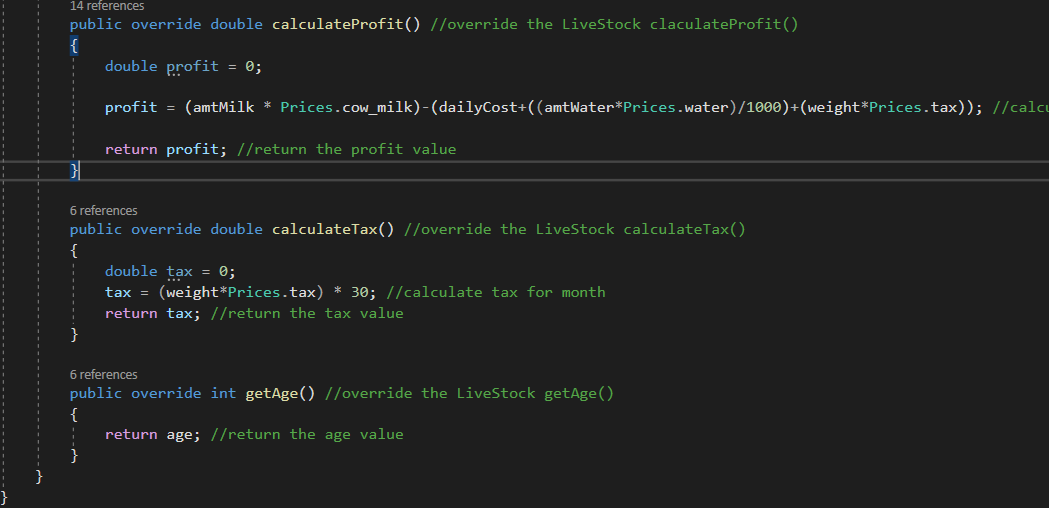 14 references
public override double calculateProfit() //override the LiveStock claculateProfit()
{
double profit = 0;
profit = (amtMilk * Prices.cow_milk)-(dailyCost+((amtWater*Prices.water)/1000)+(weight*Prices.tax)); //calcu
return profit; //return the profit value
}
6 references
public override double calculateTax() //override the LiveStock calculateTax()
{
double tax = 0;
tax = (weight*Prices.tax) * 30; //calculate tax for month
return tax; //return the tax value
}
6 references
public override int getAge() //override the LiveStock getAge()
{
return age; //return the age value
}
}
}